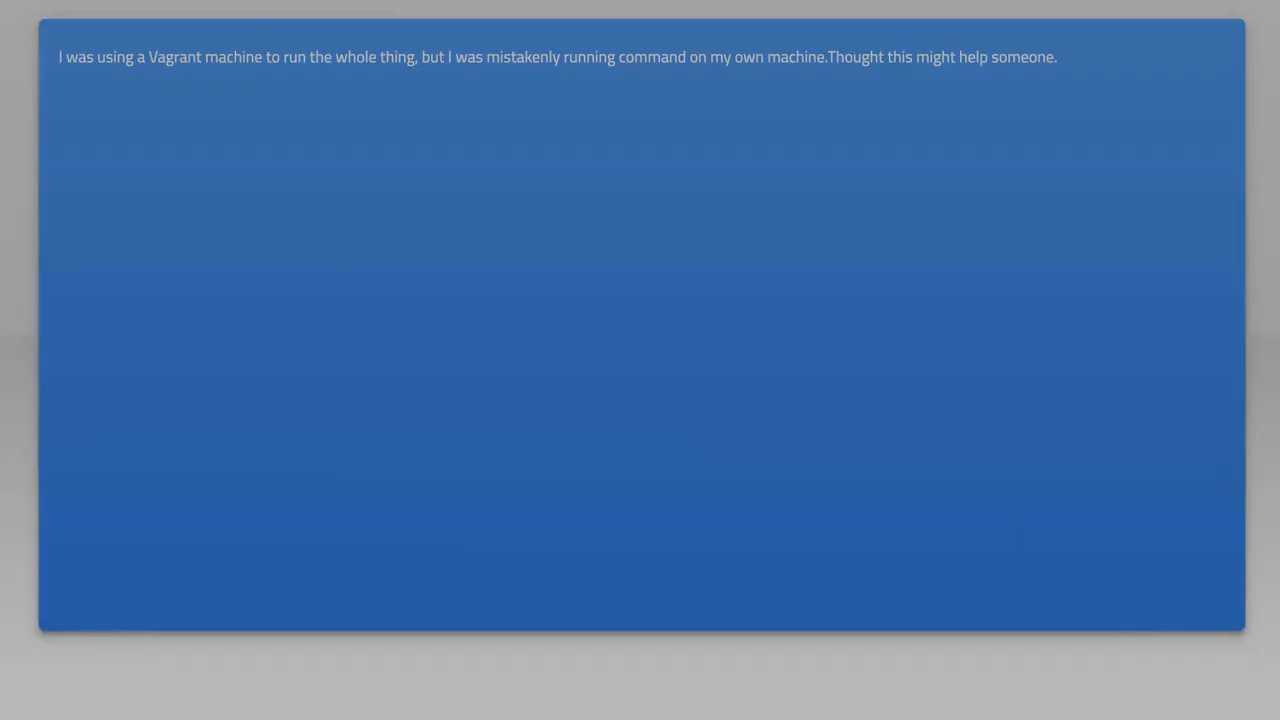 I was using a Vagrant machine to run the whole thing, but I was mistakenly running command on my own machine.Thought this might help someone.